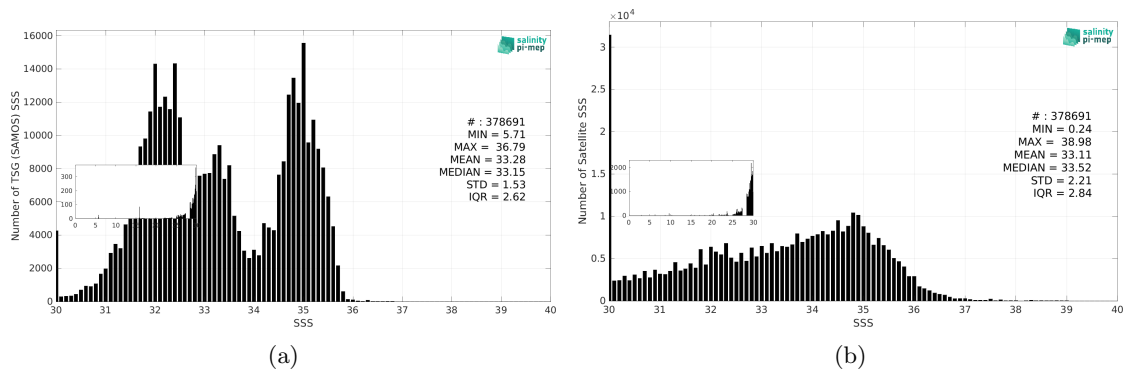 16000
14000
12000
10000
8000
6000
4000
2000
0
Number of TSG (SAMOS) SSS
salinity
pi-mep
# : 378691
MIN = 5.71
MAX = 36.79
MEAN = 33.28
MEDIAN = 33.15
STD = 1.53
IQR = 2.62
300
200
100
0
0 5 10 15 20 25 30
30 31 32 33 34 35 36 37 38 39 40
SSS
(a)
×10⁴
3
2.5
2
1.5
1
0.5
0
Number of Satellite SSS
salinity
pi-mep
# : 378691
MIN = 0.24
MAX = 38.98
MEAN = 33.11
MEDIAN = 33.52
STD = 2.21
IQR = 2.84
2000
1000
0
0 5 10 15 20 25 30
30 31 32 33 34 35 36 37 38 39 40
SSS
(b)